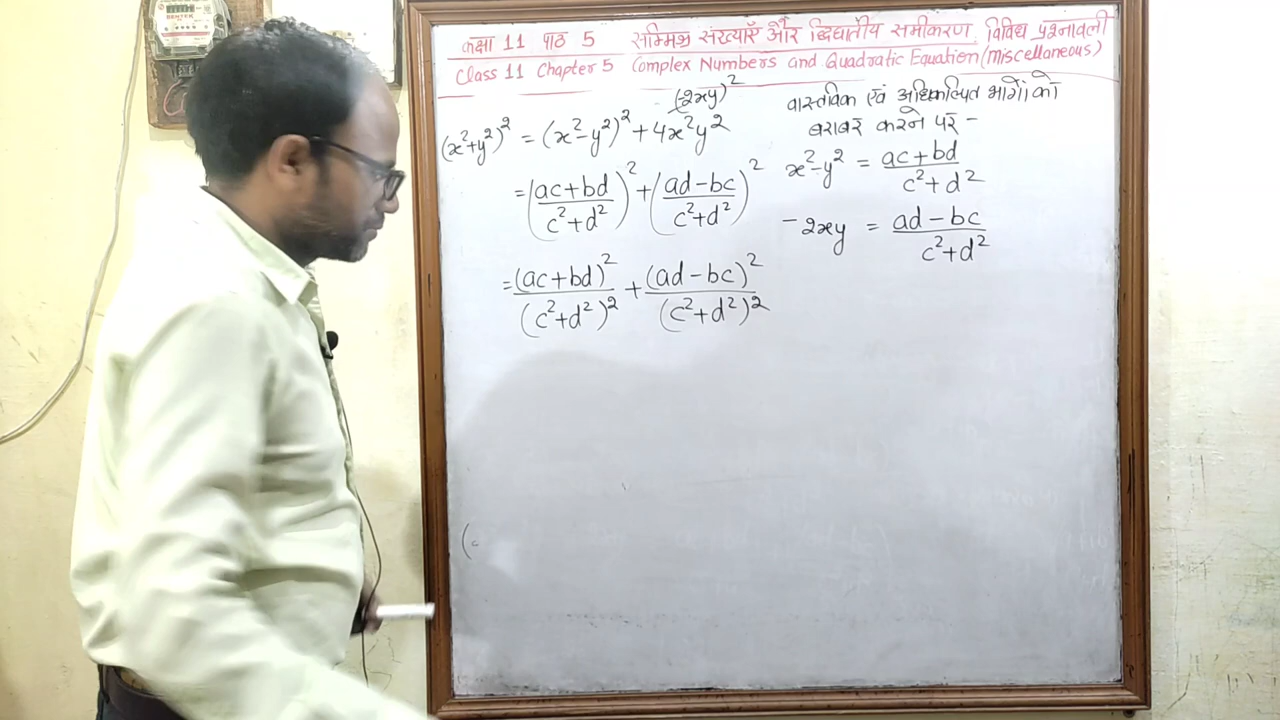 कक्षा 11 पाठ 5 सम्मिश्र संख्याएँ और द्विघातीय समीकरण, विविध प्रश्नावली
Class 11 Chapter 5 Complex Numbers and Quadratic Equation (Miscellaneous)
(2xy)²
(x²+y²)² = (x²-y²)² + 4x²y²
= (ac+bd / c²+d²)² + (ad-bc / c²+d²)²
= (ac+bd)² / (c²+d²)² + (ad-bc)² / (c²+d²)²
वास्तविक एवं अधिकल्पित भागों को
बराबर करने पर -
x²-y² = ac+bd / c²+d²
-2xy = ad-bc / c²+d²